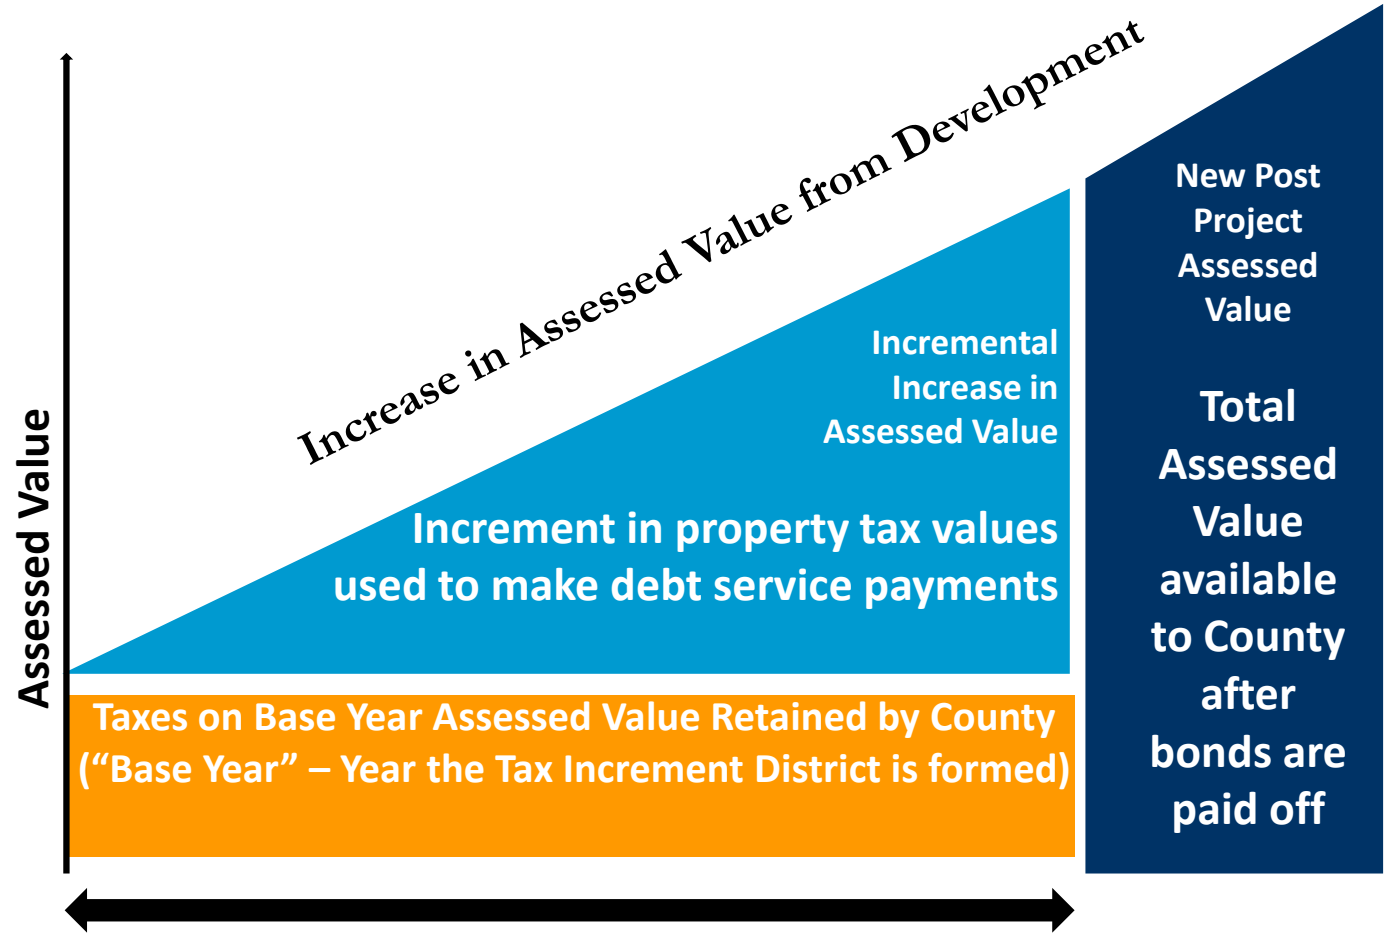 Increase in Assessed Value from Development
Assessed Value
New Post
Project
Assessed
Value
Total
Assessed
Value
available
to County
after
bonds are
paid off
Incremental
Increase in
Assessed Value
Increment in property tax values
used to make debt service payments
Taxes on Base Year Assessed Value Retained by County
(“Base Year” – Year the Tax Increment District is formed)